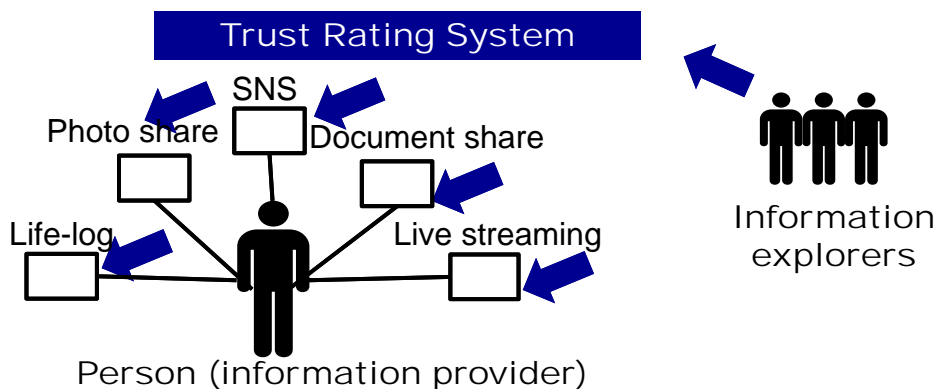 Trust Rating System
SNS
Photo share
Document share
Life-log
Live streaming
Information
explorers
Person (information provider)